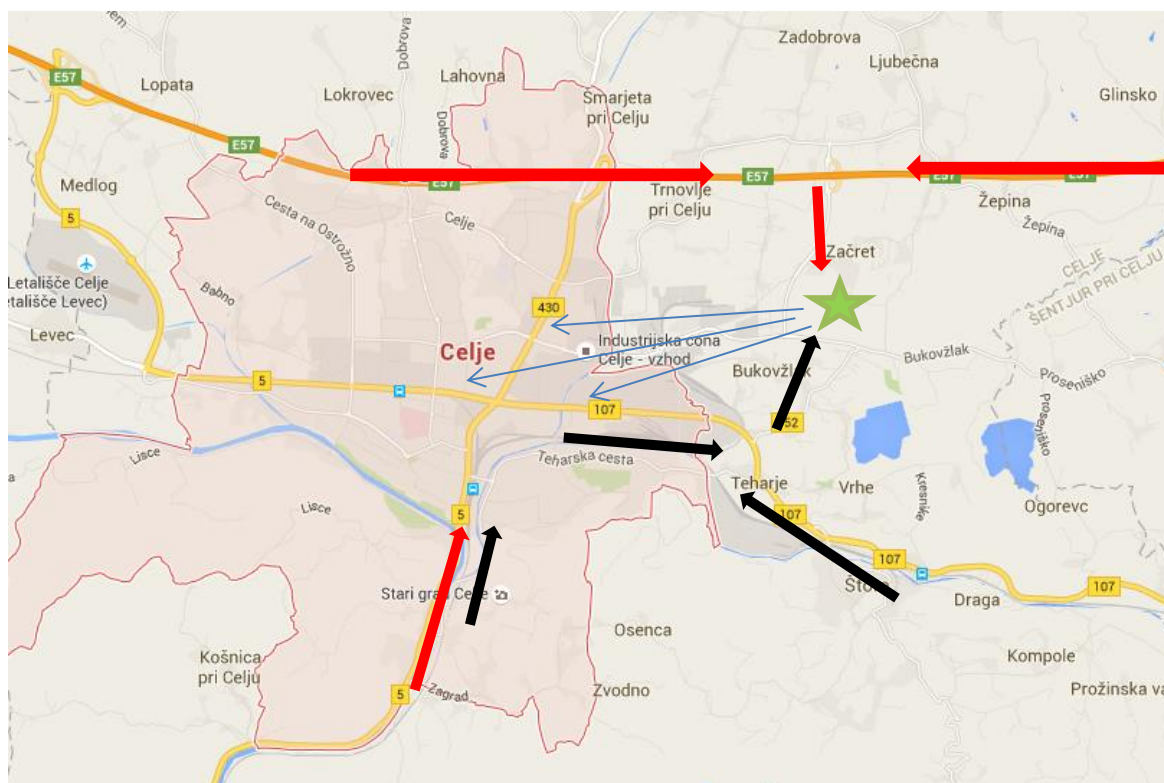 Zadobrova
Ljubečna
Dobrova
Lahovna
E57
Lopata
Lokrovec
Šmarjeta
pri Celju
Glinsko
Dobrova
E57
Medlog
E57
E57
E57
E57
Trnovlje
pri Celju
Žepina
Cesta na Ostrožno
Celje
5
Žepina
Začret
CELJE
ŠENTJUR PRI CELJU
Letališče Celje
etališče Levec)
Babno
430
Levec
Celje
Industrijska cona
Celje - vzhod
Bukovžlak
Bukovžlak
Proseniško
5
107
52
Proseniško
Lisce
Teharska cesta
Teharje
Vrhe
Kresnike
Ogorevc
Lisce
5
107
107
107
Stari grad Celje
Štore
Draga
Osenca
Košnica
pri Celju
Kompole
5
Zagrad
Zvodno
Prožinska va